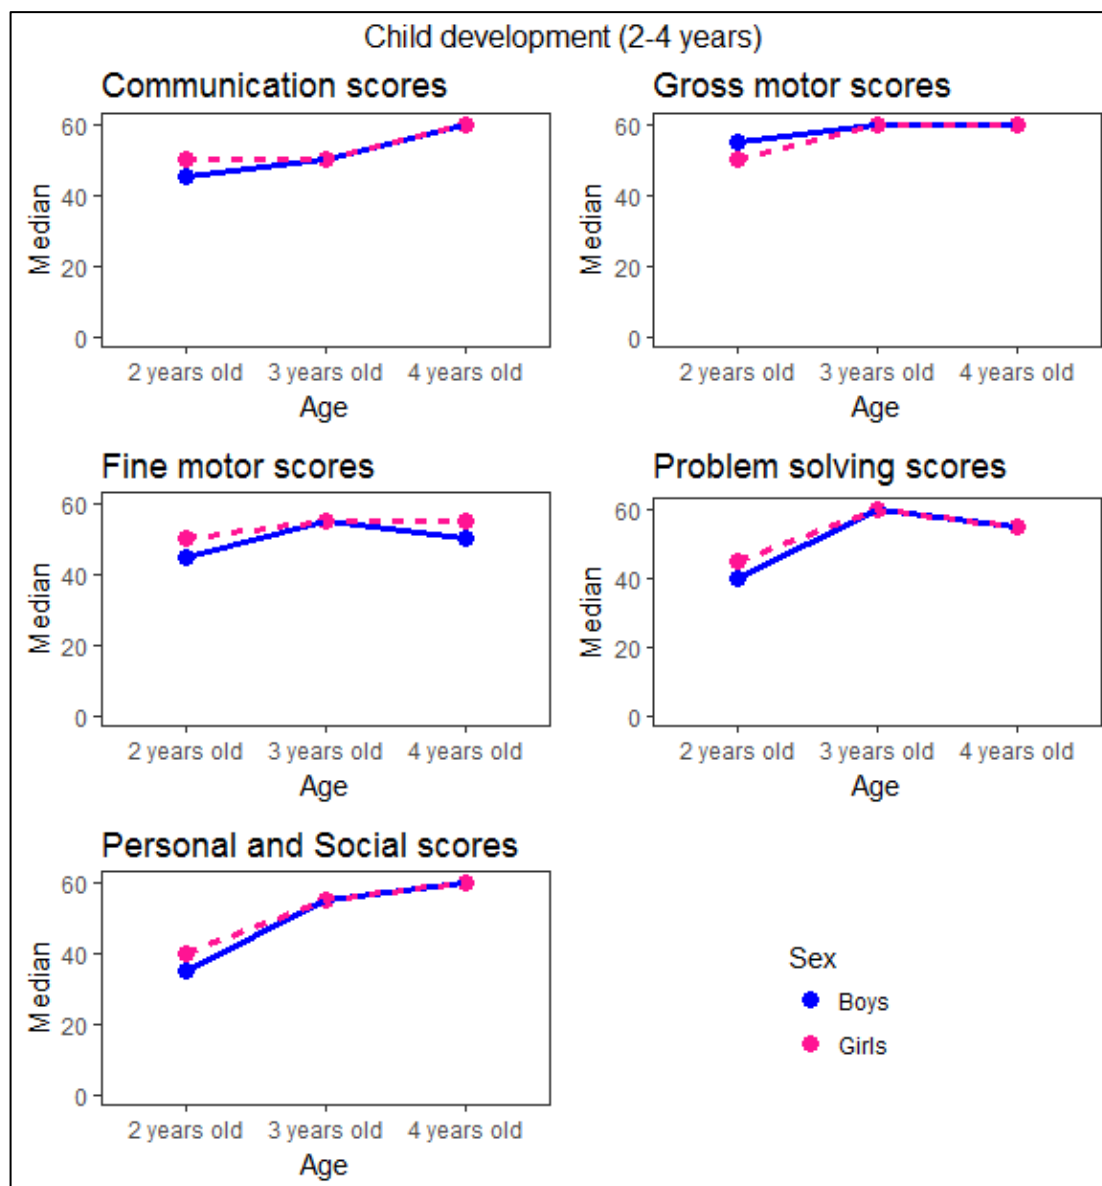 Child development (2-4 years)
Communication scores
60
40
20
0
Median
2 years old 3 years old 4 years old
Age
Gross motor scores
60
40
20
0
Median
2 years old 3 years old 4 years old
Age
Fine motor scores
60
40
20
0
Median
2 years old 3 years old 4 years old
Age
Problem solving scores
60
40
20
0
Median
2 years old 3 years old 4 years old
Age
Personal and Social scores
60
40
20
0
Median
2 years old 3 years old 4 years old
Age
Sex
Boys
Girls